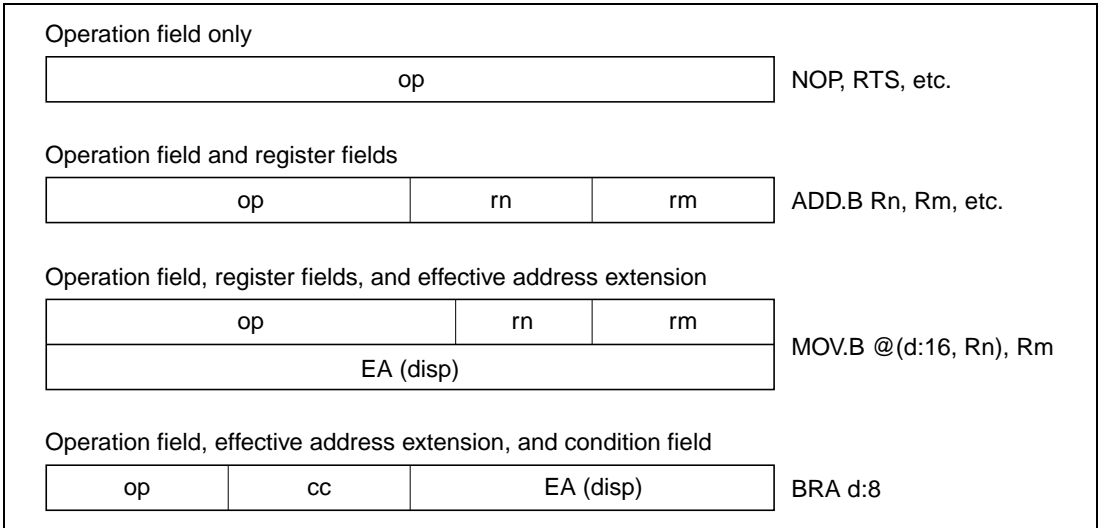 Operation field only
op NOP, RTS, etc.
Operation field and register fields
op rn rm ADD.B Rn, Rm, etc.
Operation field, register fields, and effective address extension
op rn rm
MOV.B @(d:16, Rn), Rm
EA (disp)
Operation field, effective address extension, and condition field
op cc EA (disp) BRA d:8